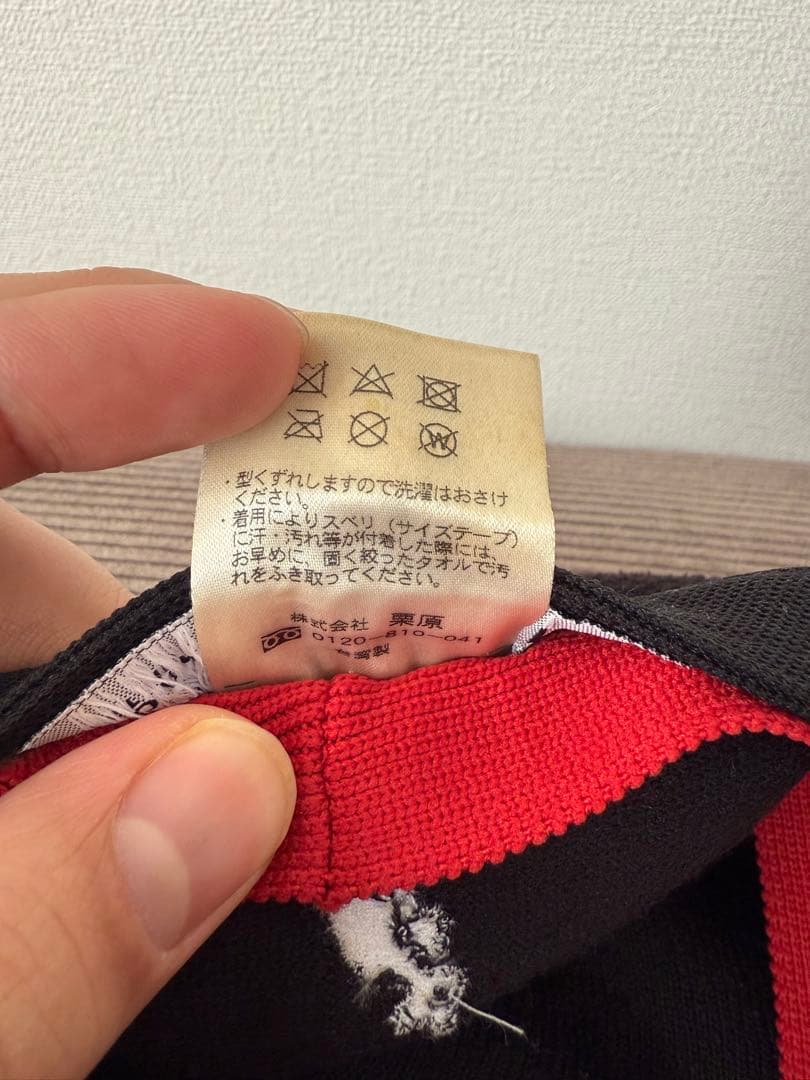 ・型くずれしますので洗濯はおさけ
ください。
・着用によりスベリ（サイズテープ）
に汗・汚れ等が付着した際には、
お早めに、固く絞ったタオルで汚
れをふき取ってください。
株式会社 栗原
0120-810-041
台湾製